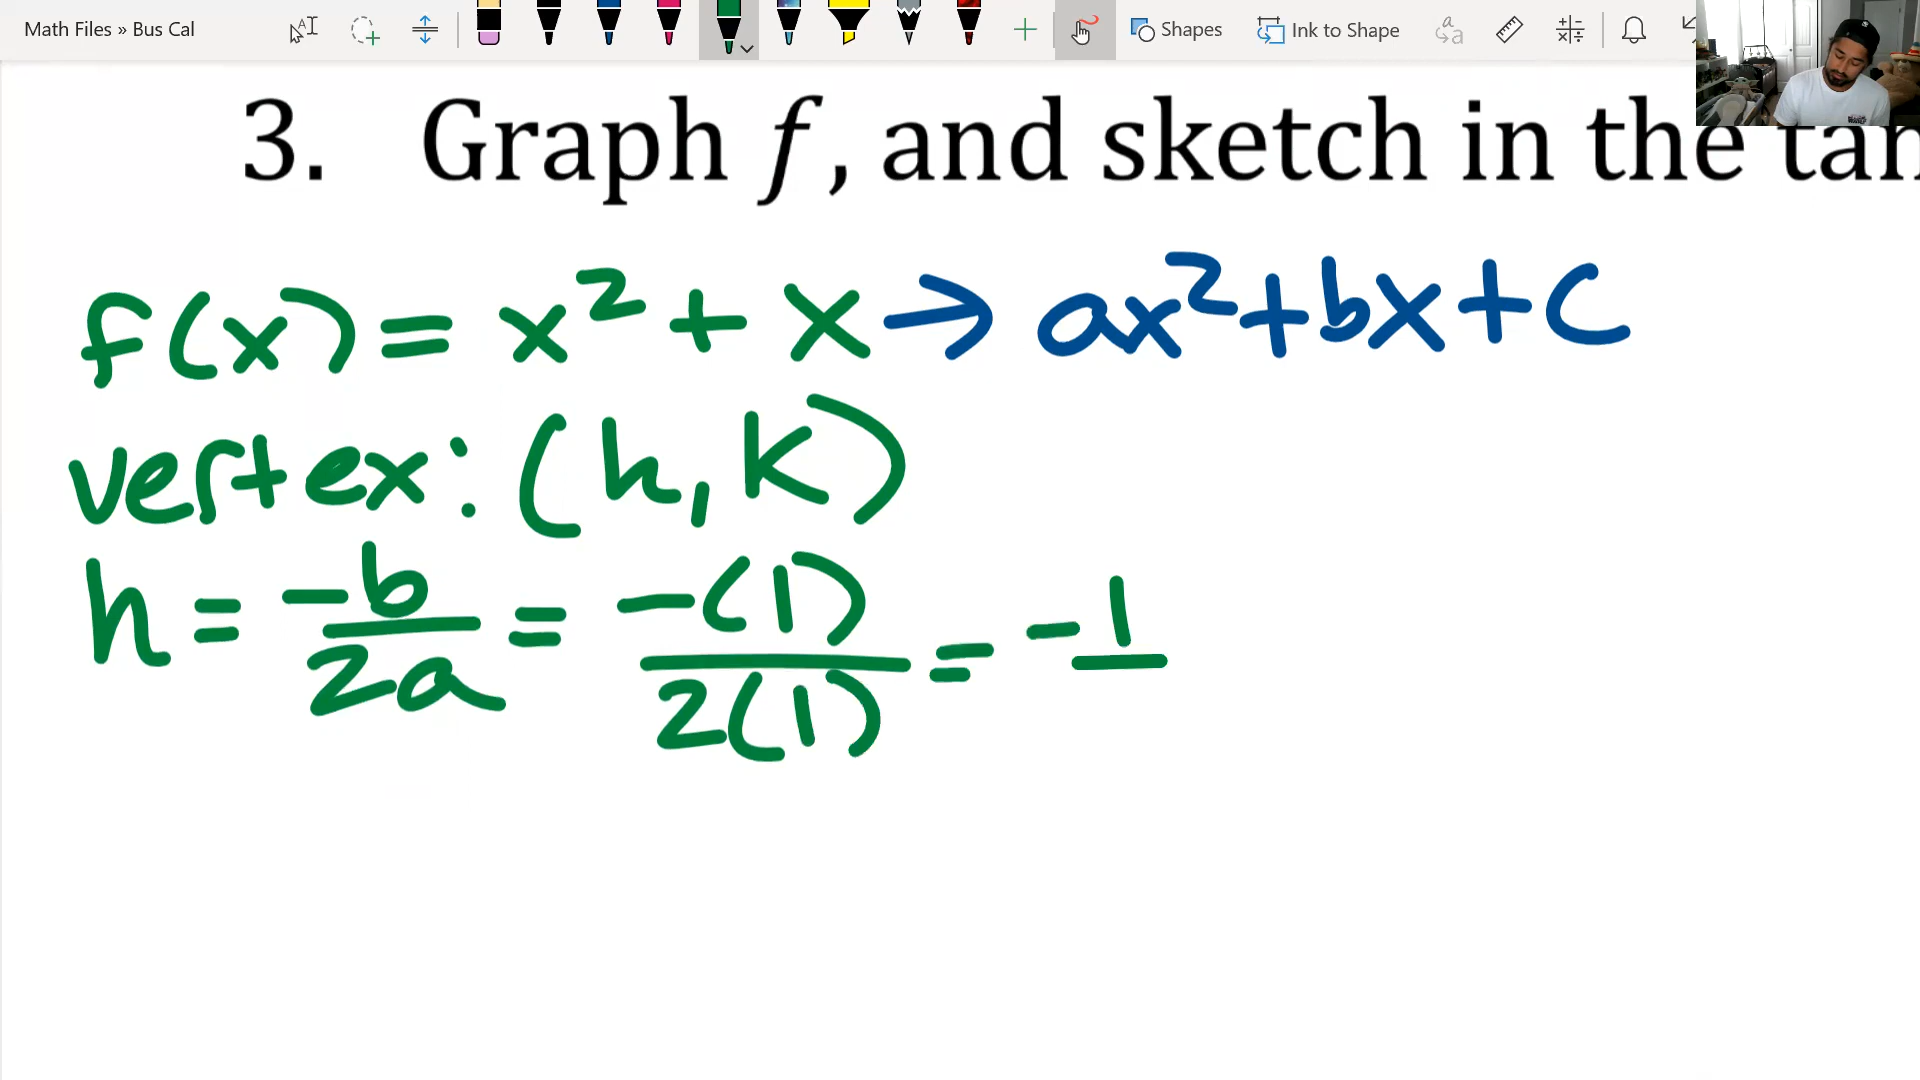 Math Files » Bus Cal
Shapes
Ink to Shape
3. Graph f, and sketch in the tan
f(x) = x² + x → ax² + bx + c
vertex: (h, k)
h = -b/2a = -(1)/2(1) = -1/